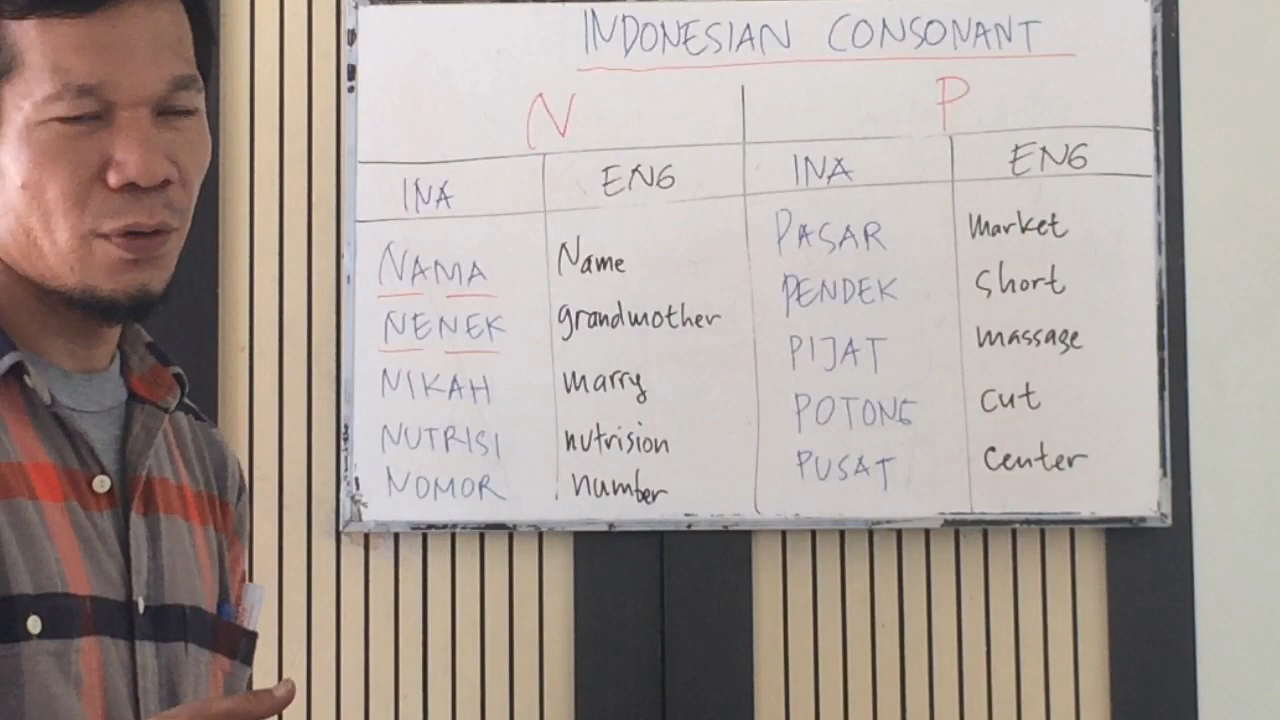 INDONESIAN CONSONANT
N P
INA ENG INA ENG
NAMA Name PASAR Market
NENEK grandmother PENDEK Short
NIKAH marry PIJAT massage
NUTRISI nutrision POTONG cut
NOMOR number PUSAT center